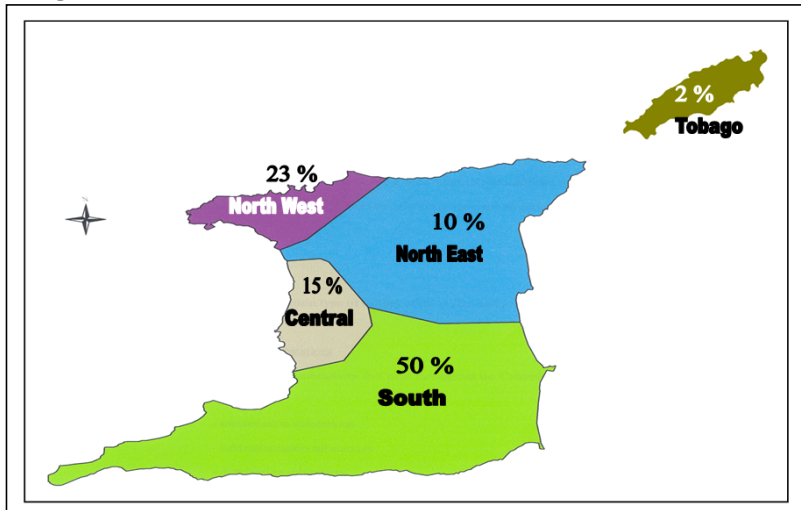 2 %
Tobago
23 %
North West
10 %
North East
15 %
Central
50 %
South
N